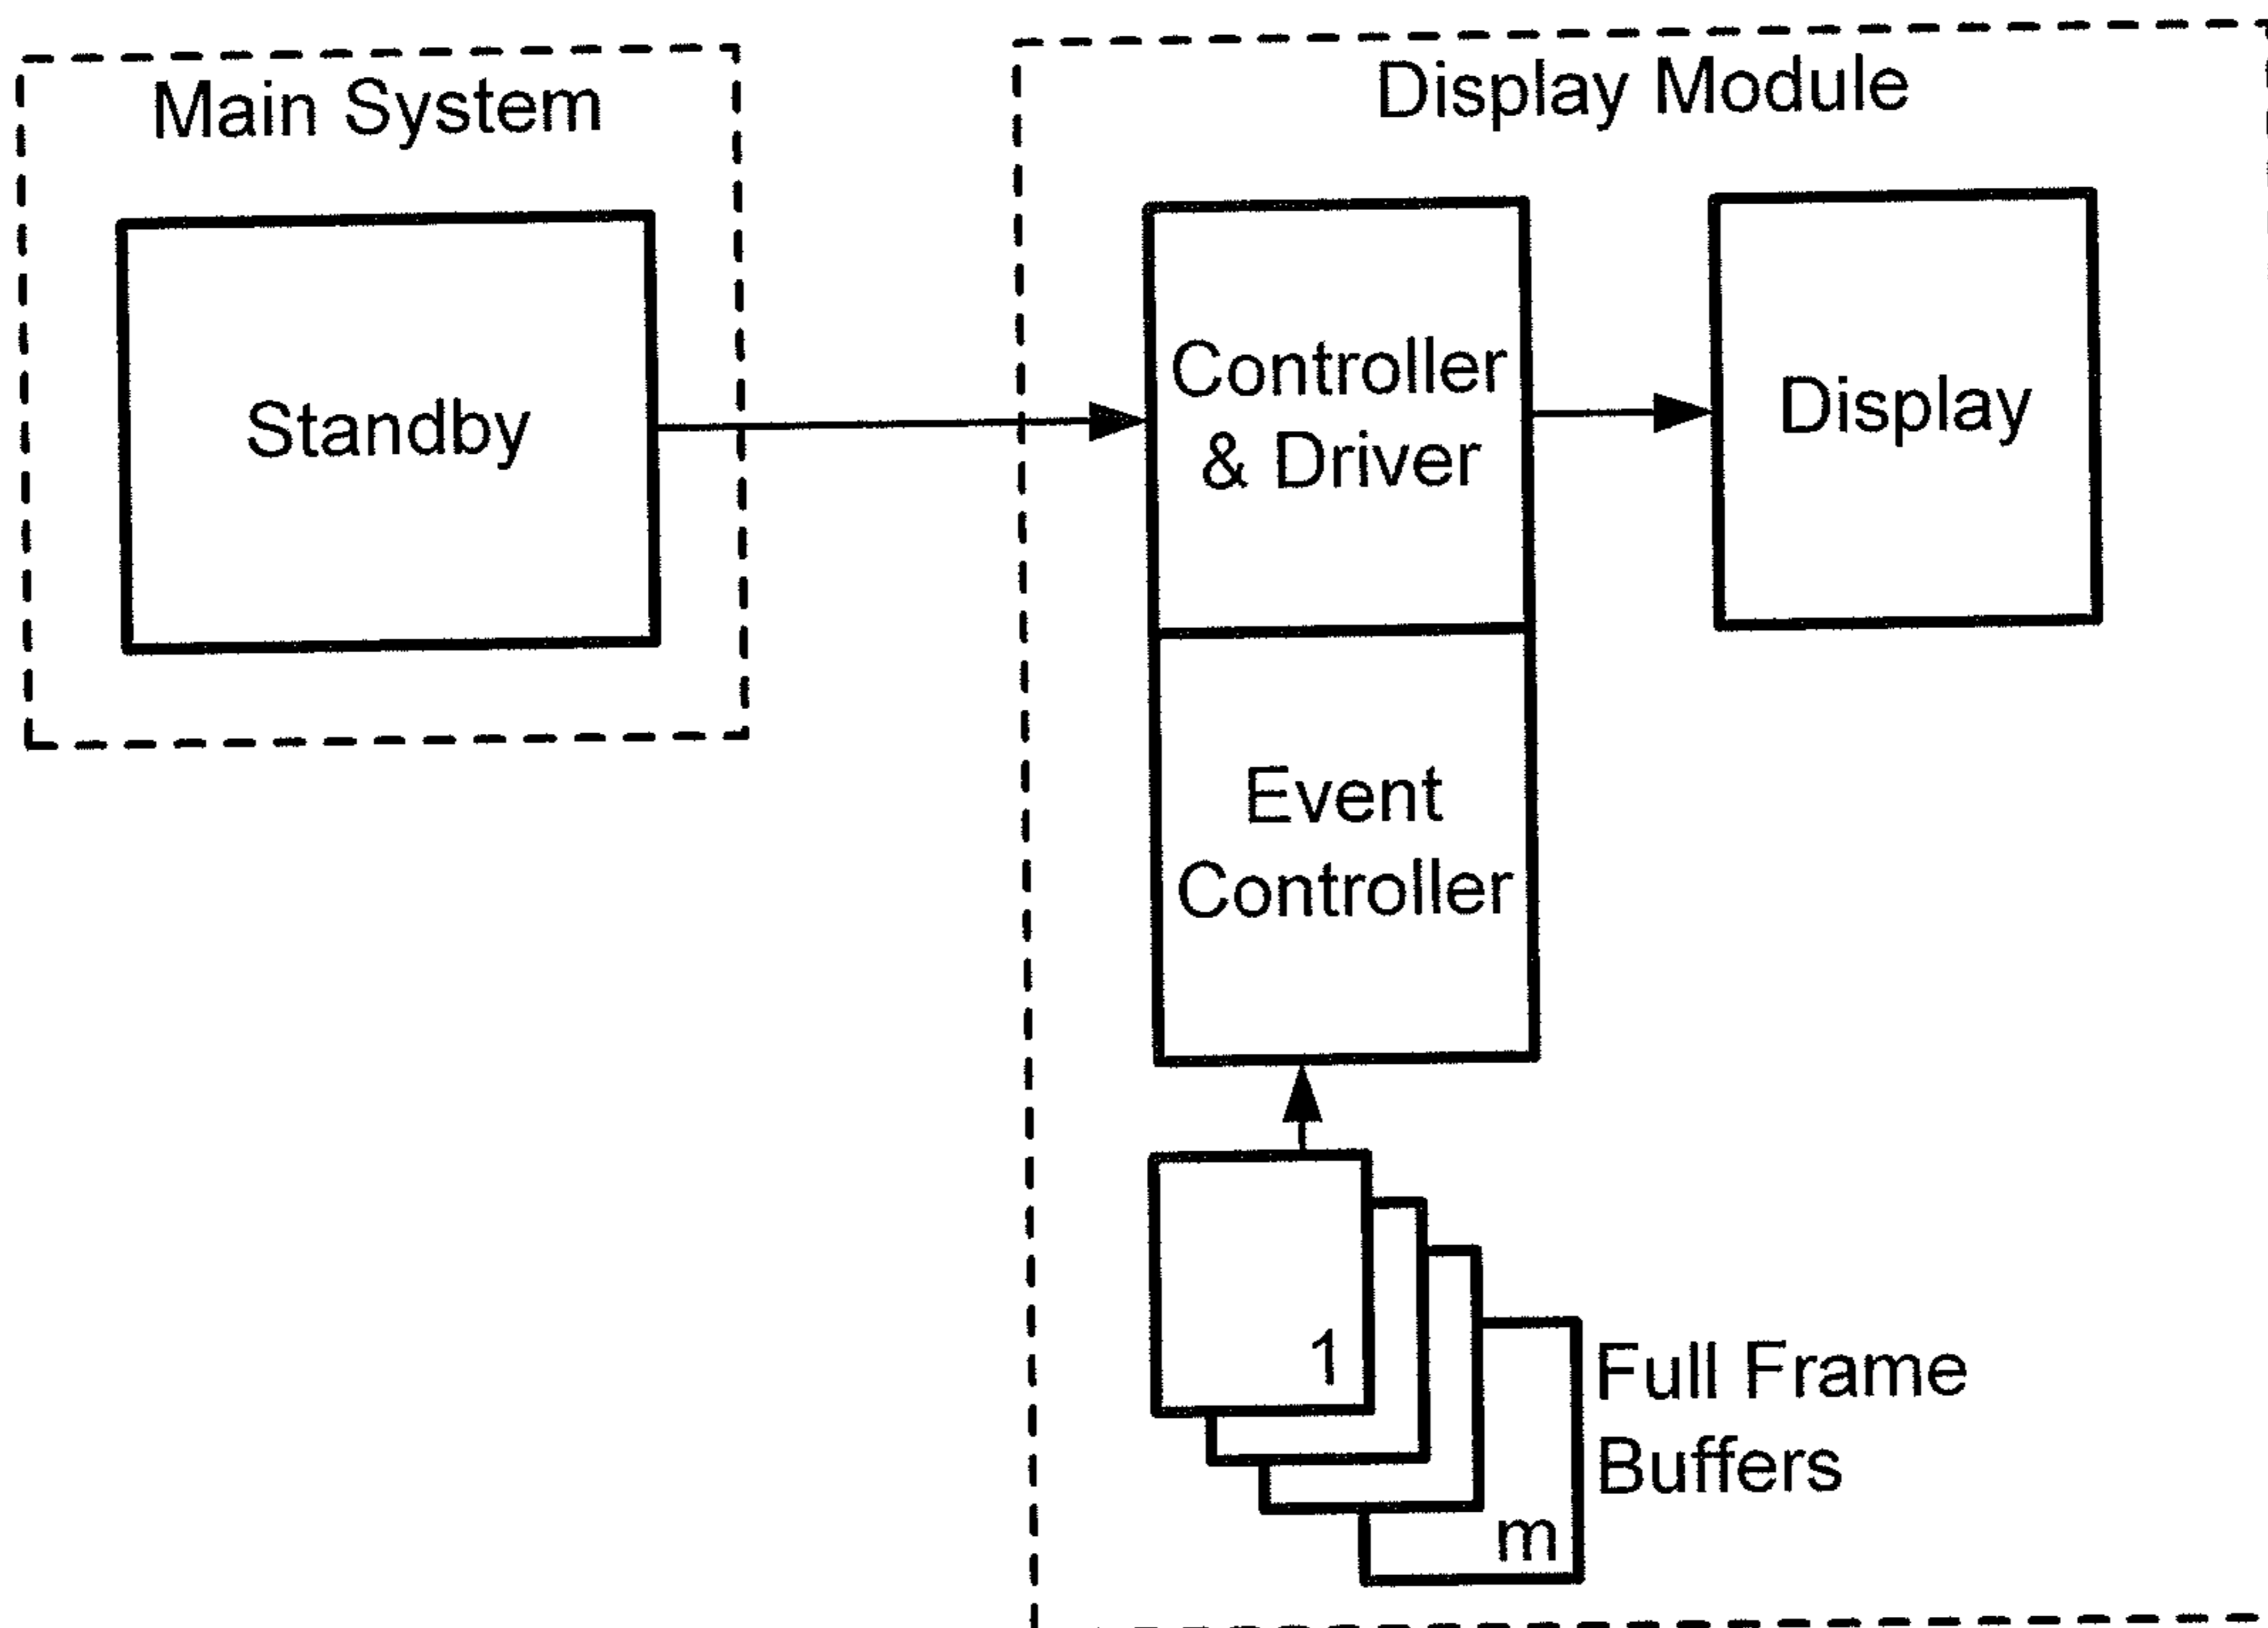 Main System
Display Module
Standby
Controller
& Driver
Display
Event
Controller
1
m
Full Frame
Buffers